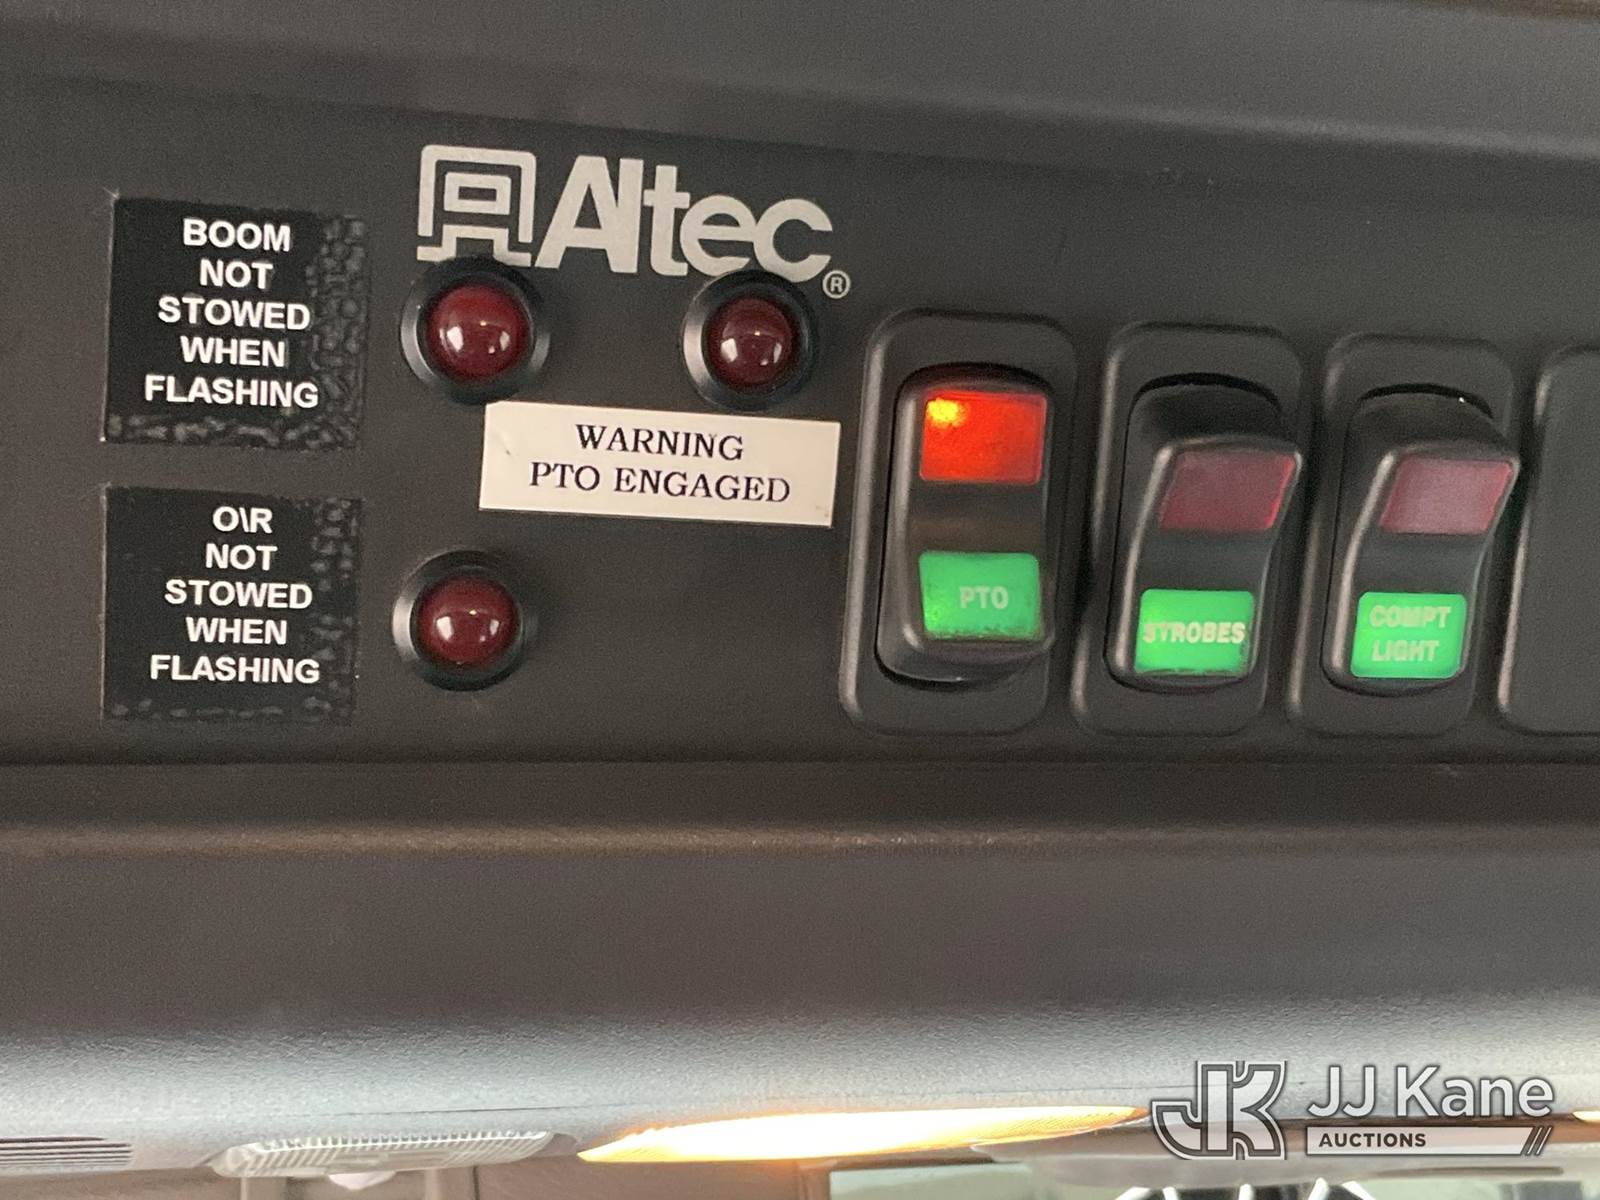 Altec®
BOOM
NOT
STOWED
WHEN
FLASHING
WARNING
PTO ENGAGED
O\R
NOT
STOWED
WHEN
FLASHING
PTO
STROBES
COMPT
LIGHT
JK JJ Kane
AUCTIONS